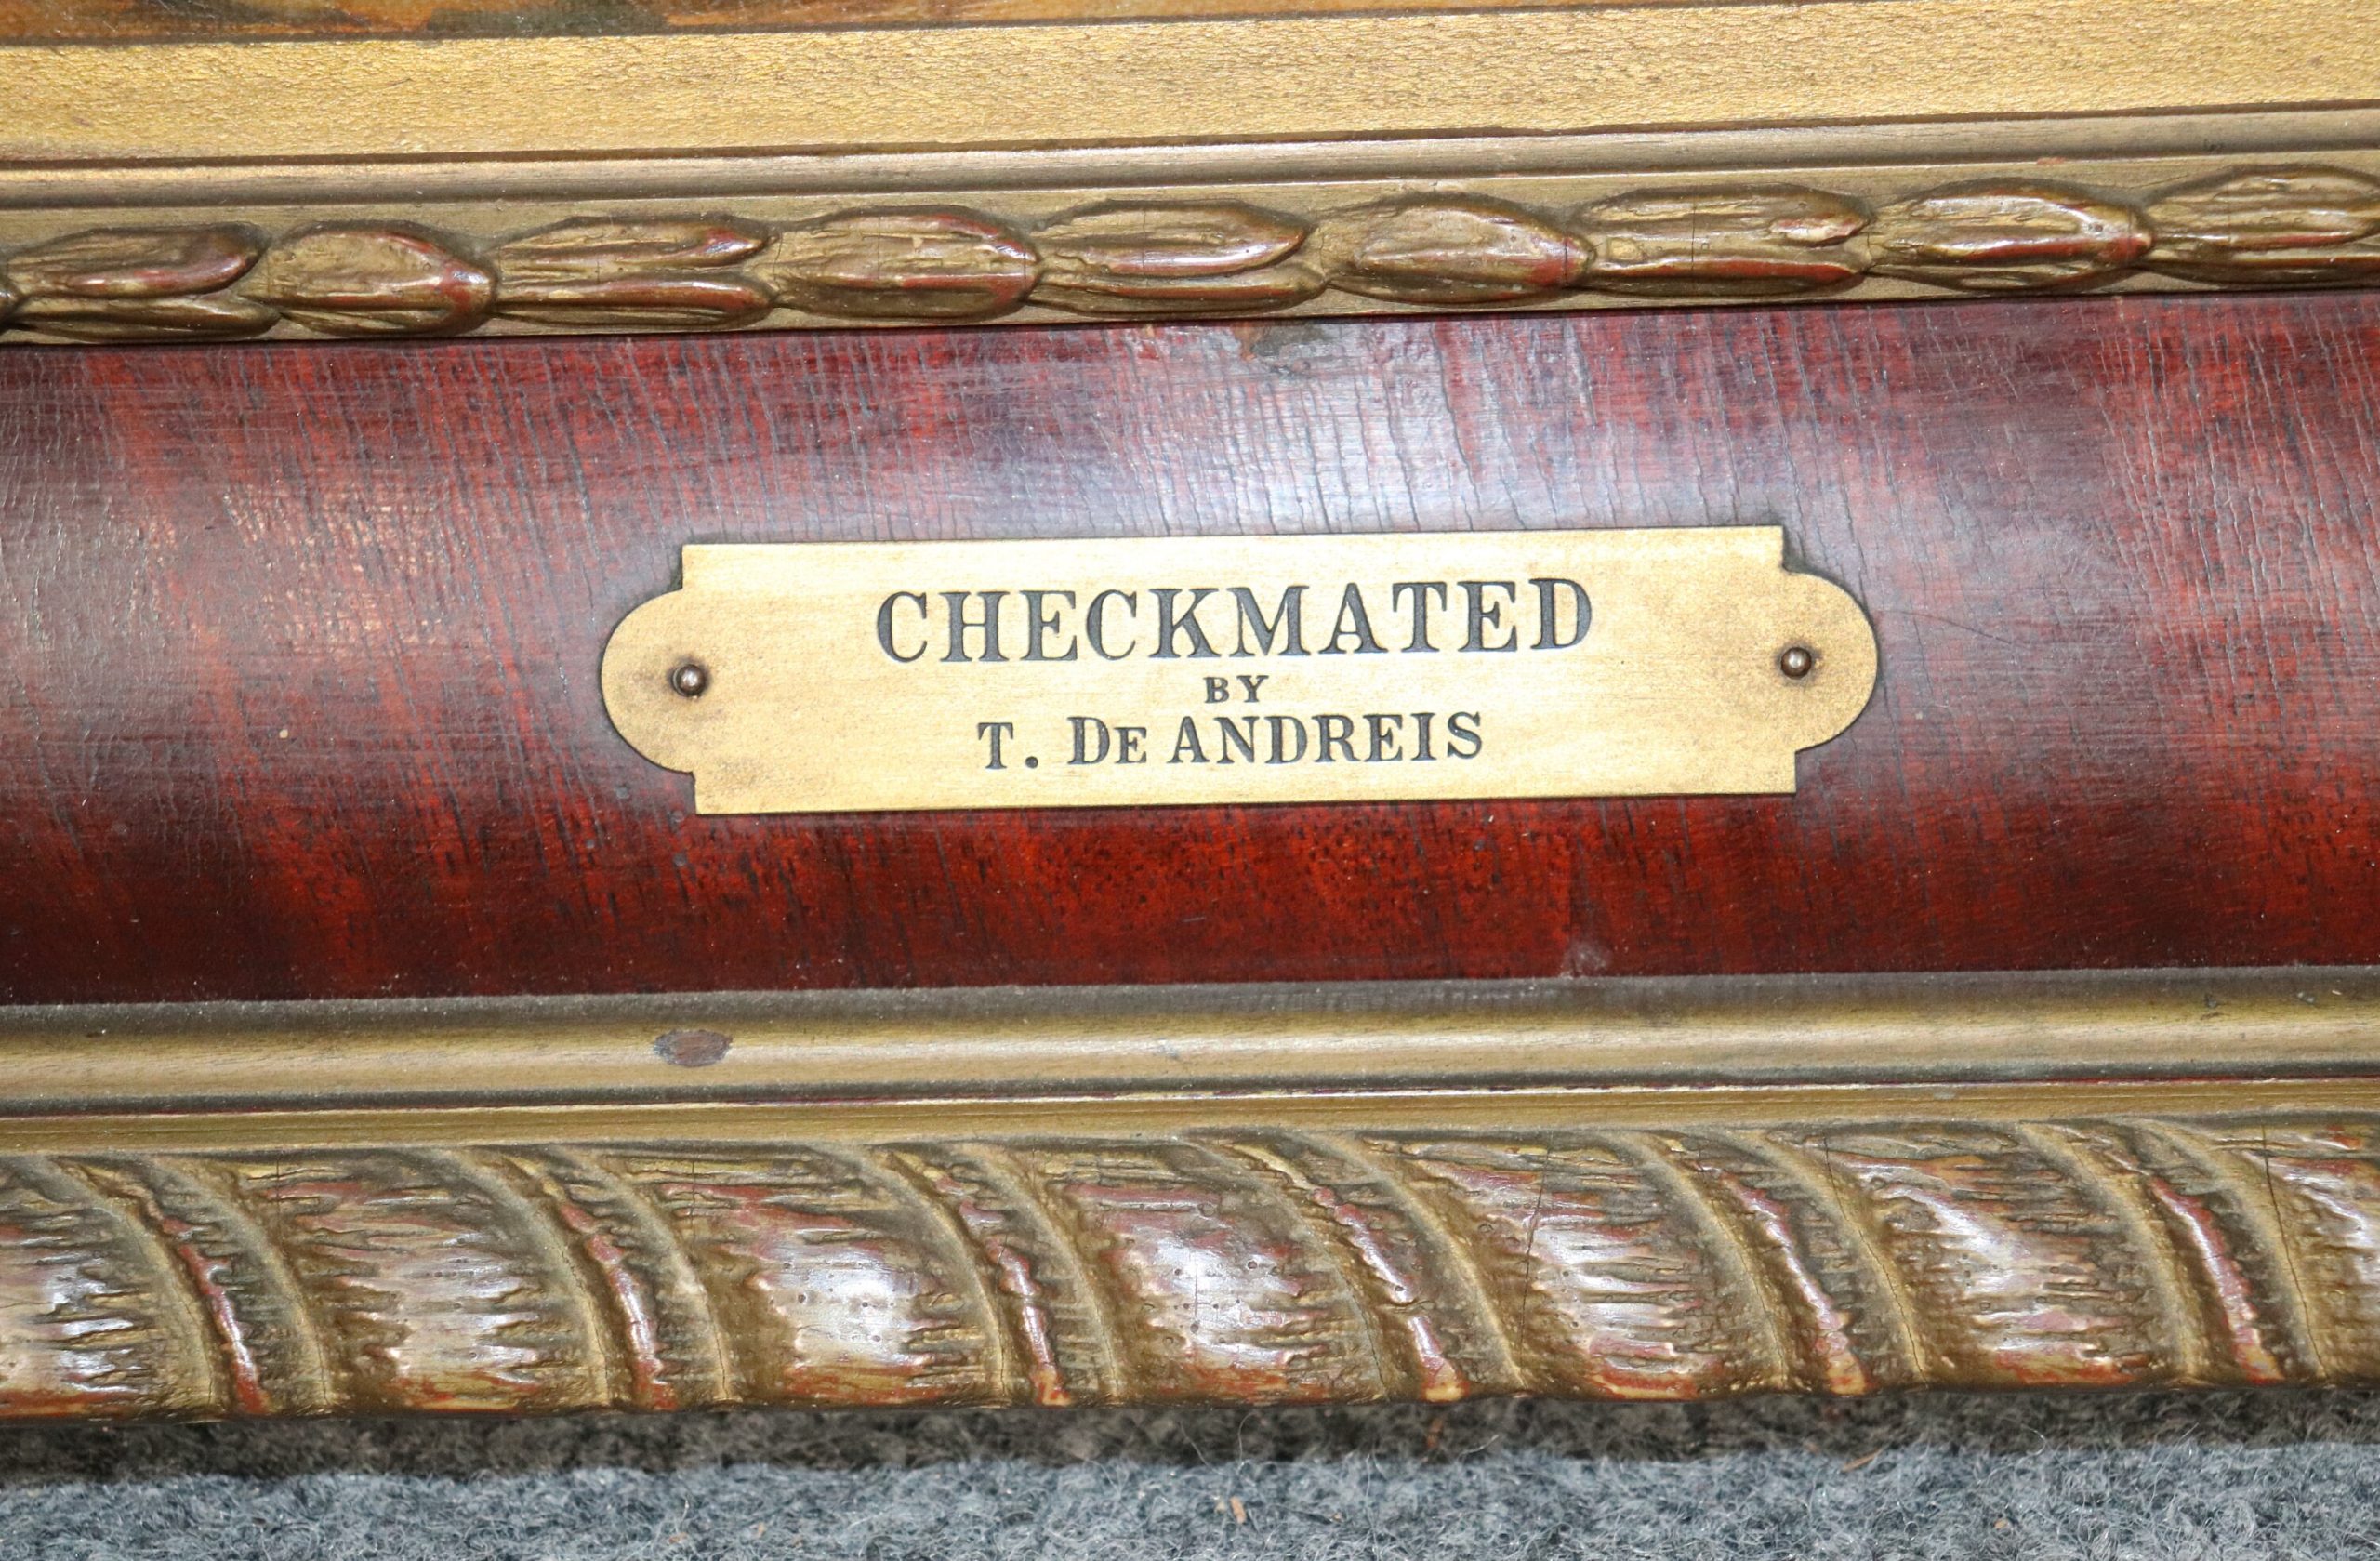 CHECKMATED
BY
T. DE ANDREIS